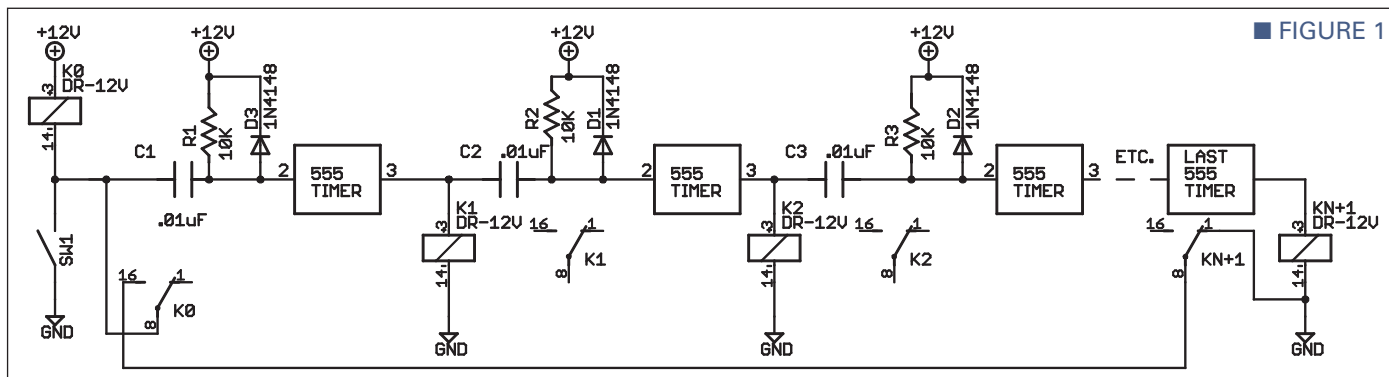 ■ FIGURE 1
+12V
+12V
+12V
+12V
K0
DR-12V
3
14
R1
10K
D3
1N4148
R2
10K
D1
1N4148
R3
10K
D2
1N4148
C1
.01uF
2
555
TIMER
3
C2
.01uF
2
555
TIMER
3
C3
.01uF
2
555
TIMER
3
ETC.
LAST
555
TIMER
SW1
GND
16
1
8
K0
K1
DR-12V
3
14
GND
16
1
8
K1
K2
DR-12V
3
14
GND
16
1
8
K2
16
1
8
KN+1
KN+1
DR-12V
3
14
GND